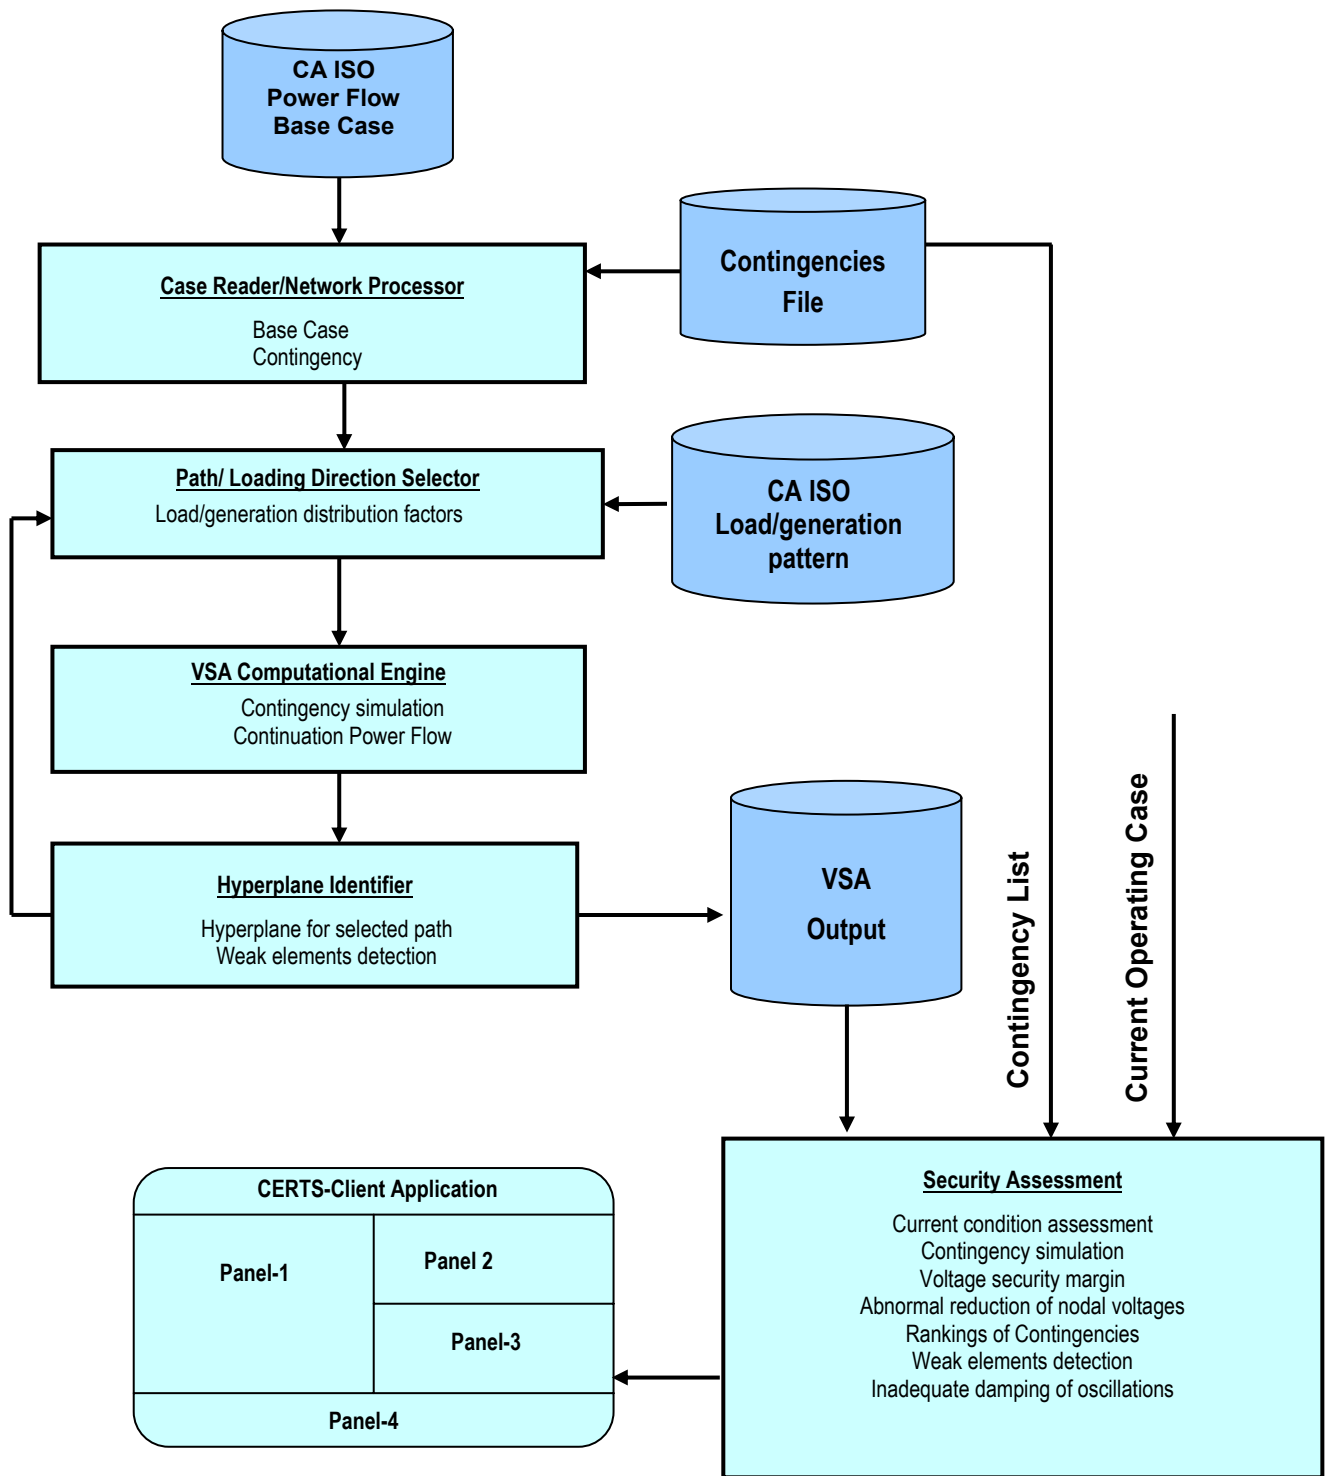 CA ISO
Power Flow
Base Case
Contingencies
File
Case Reader/Network Processor
Base Case
Contingency
Path/ Loading Direction Selector
Load/generation distribution factors
CA ISO
Load/generation
pattern
VSA Computational Engine
Contingency simulation
Continuation Power Flow
Hyperplane Identifier
Hyperplane for selected path
Weak elements detection
VSA
Output
Contingency List
Current Operating Case
CERTS-Client Application
Panel-1
Panel 2
Panel-3
Panel-4
Security Assessment
Current condition assessment
Contingency simulation
Voltage security margin
Abnormal reduction of nodal voltages
Rankings of Contingencies
Weak elements detection
Inadequate damping of oscillations